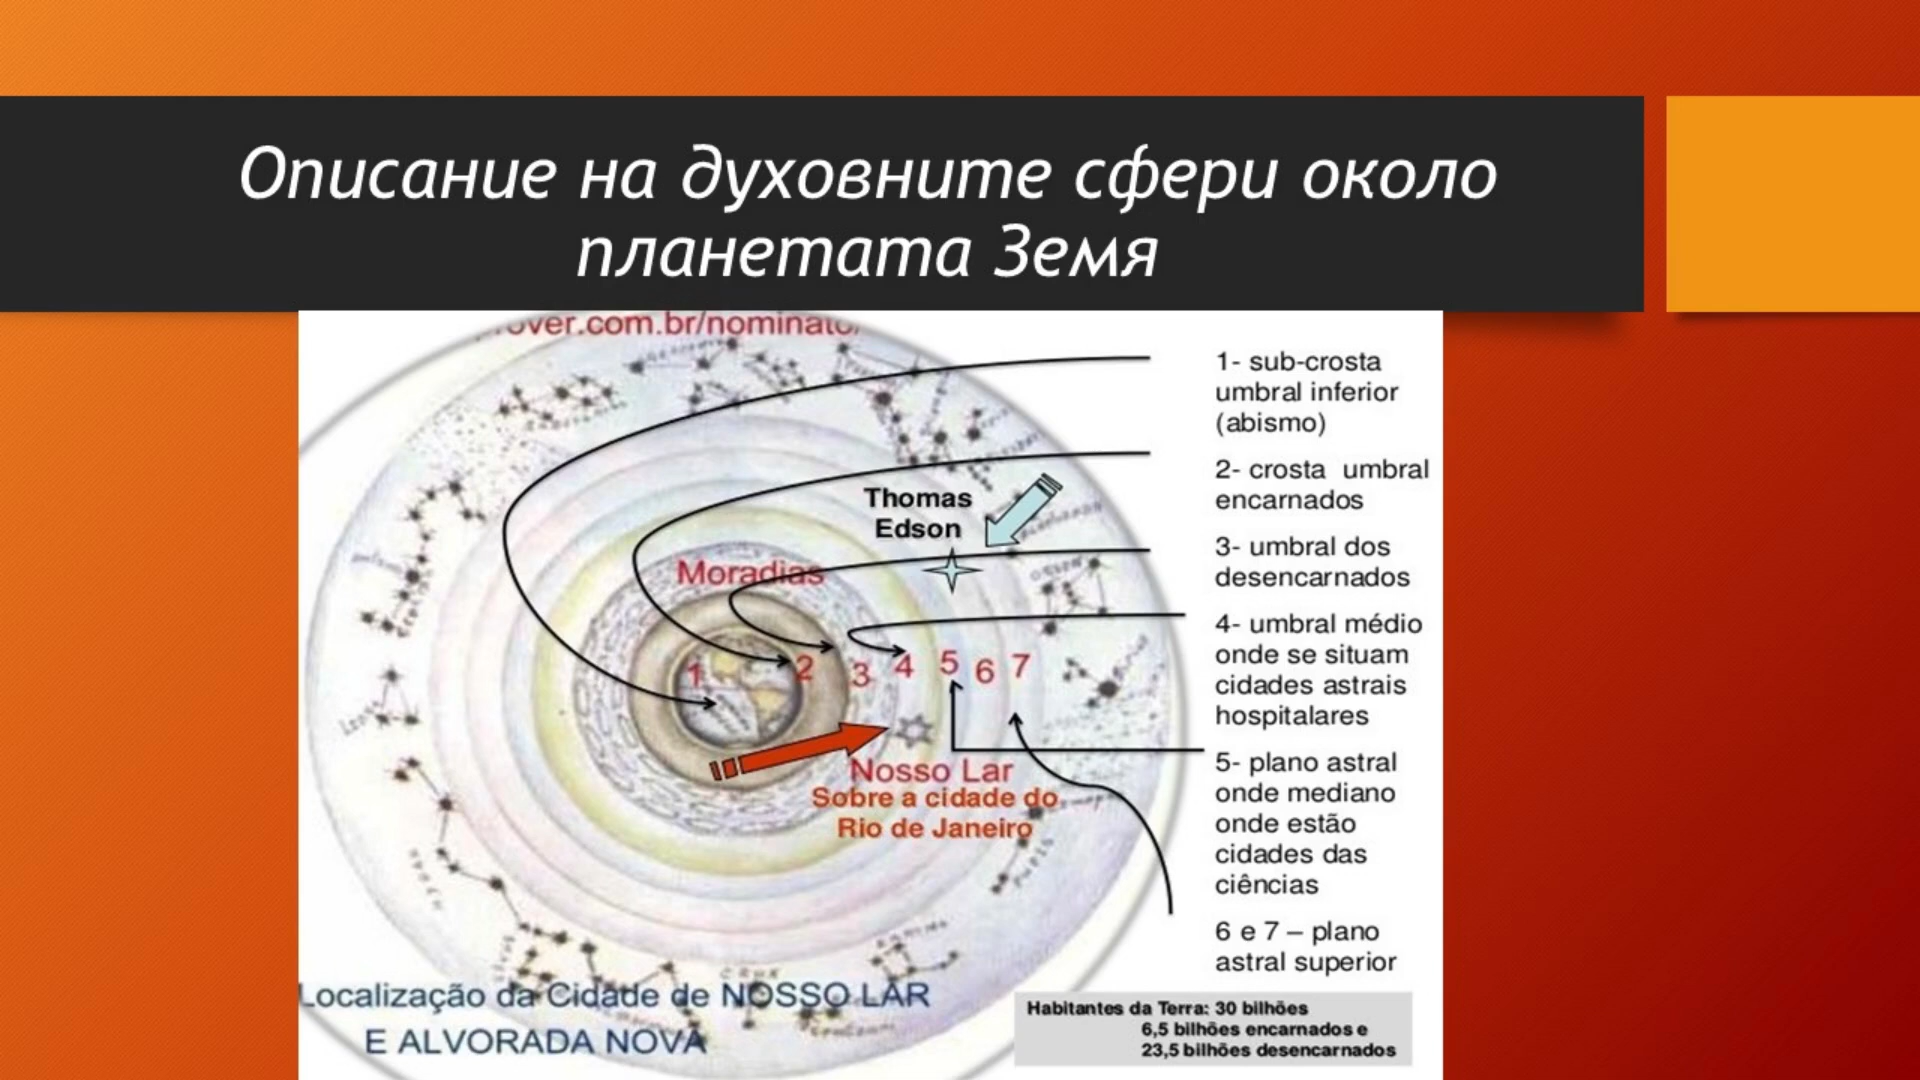 Описание на духовните сфери около
планетата Земя
over.com.br/nominato/
1- sub-crosta
umbral inferior
(abismo)
2- crosta umbral
encarnados
3- umbral dos
desencarnados
4- umbral médio
onde se situam
cidades astrais
hospitalares
5- plano astral
onde mediano
onde estão
cidades das
ciências
6 e 7 – plano
astral superior
Thomas
Edson
Moradias
1 2 3 4 5 6 7
Nosso Lar
Sobre a cidade do
Rio de Janeiro
CRUX
Localização da Cidade de NOSSO LAR
E ALVORADA NOVA
Habitantes da Terra: 30 bilhões
6,5 bilhões encarnados e
23,5 bilhões desencarnados